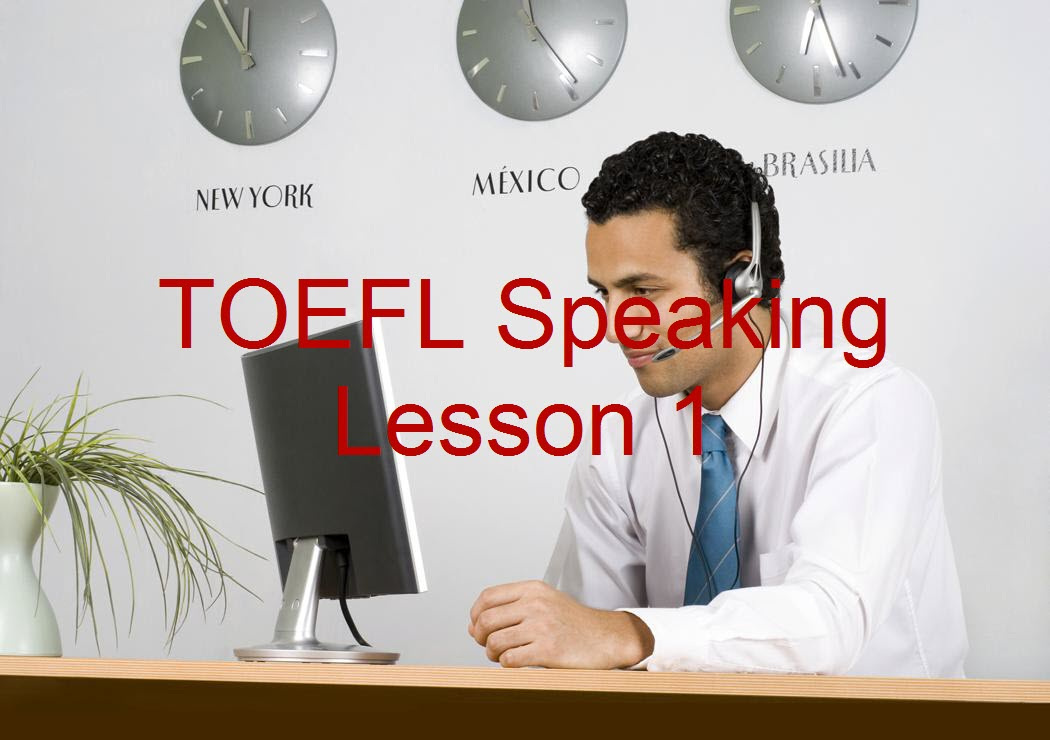 NEW YORK
MÉXICO
BRASILIA
TOEFL Speaking
Lesson 1